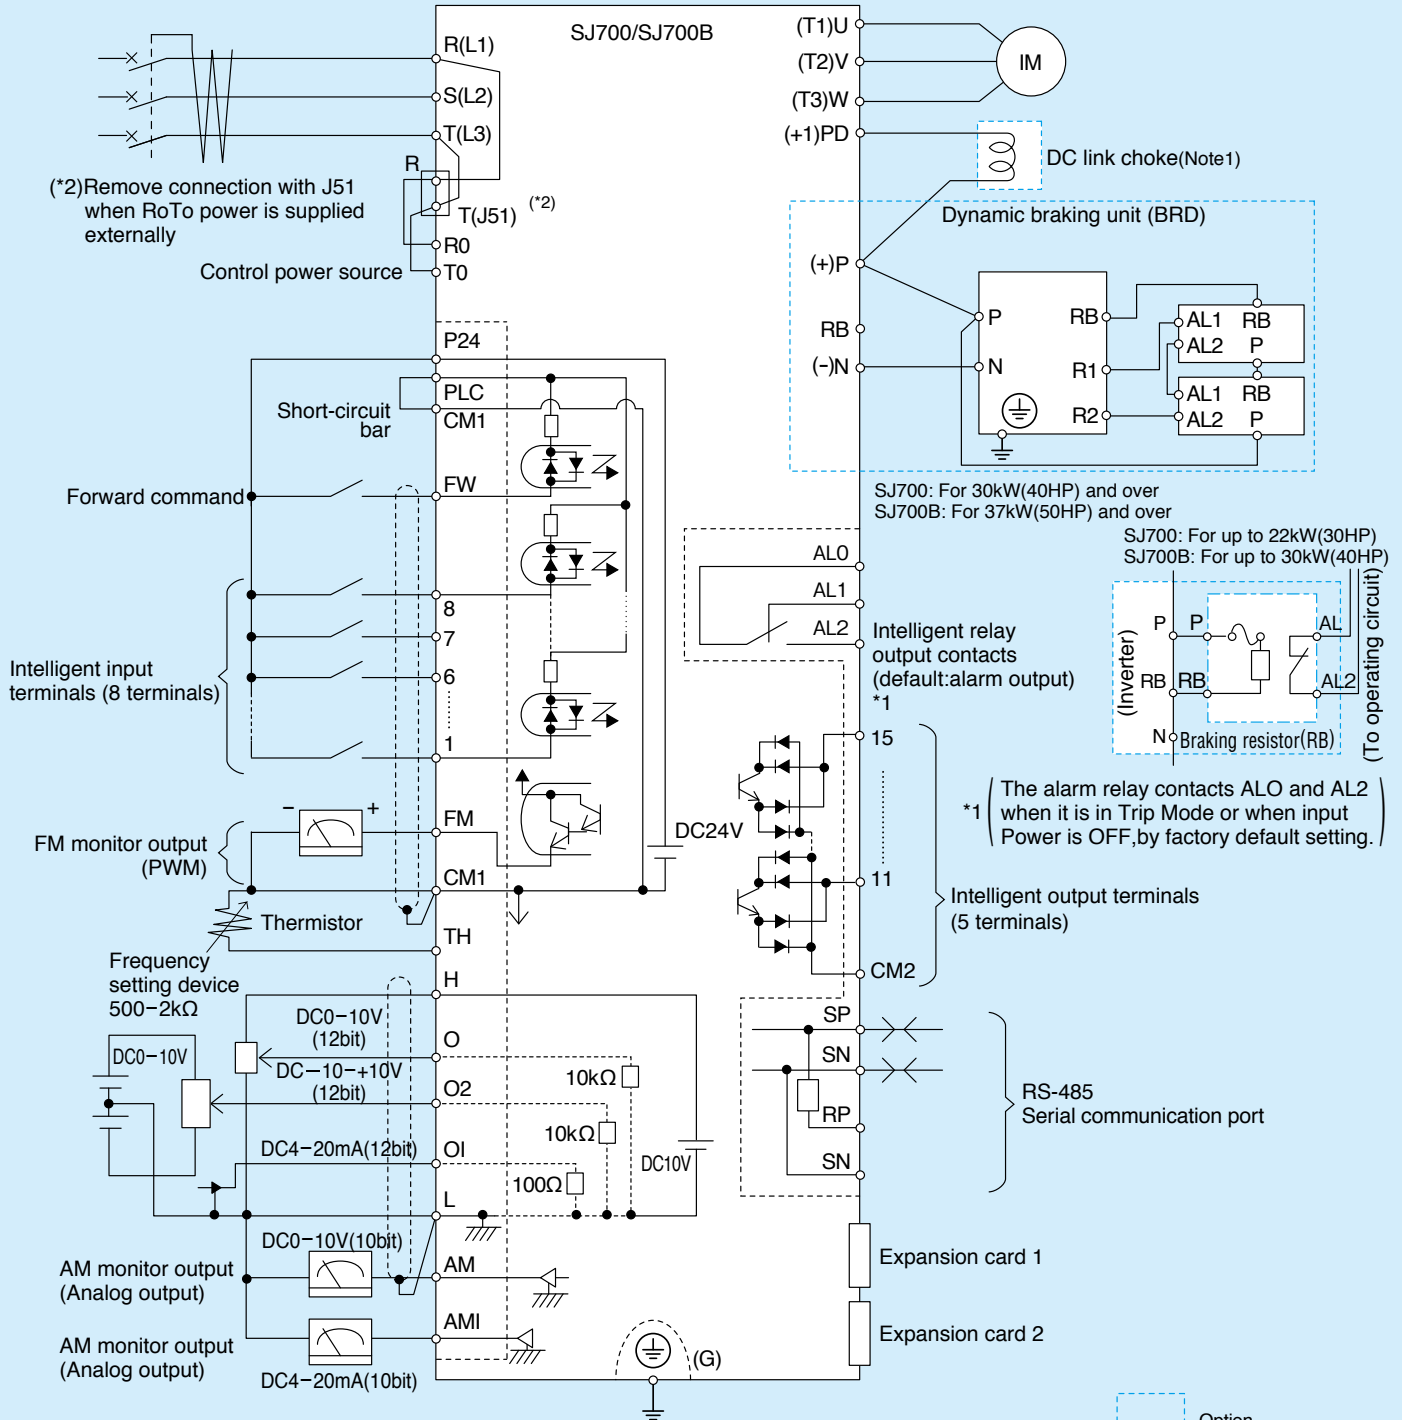 SJ700/SJ700B
R(L1)
S(L2)
T(L3)
R
T(J51) (*2)
R0
T0
(*2)Remove connection with J51
when RoTo power is supplied
externally
Control power source
(T1)U
(T2)V
(T3)W
IM
(+1)PD
DC link choke(Note1)
Dynamic braking unit (BRD)
(+)P
RB
(−)N
P
N
RB
R1
R2
AL1 RB
AL2 P
AL1 RB
AL2 P
SJ700: For 30kW(40HP) and over
SJ700B: For 37kW(50HP) and over
SJ700: For up to 22kW(30HP)
SJ700B: For up to 30kW(40HP)
(Inverter)
P
RB
N
P
RB
AL
AL2
Braking resistor(RB)
(To operating circuit)
P24
PLC
CM1
Short-circuit
bar
Forward command
FW
8
7
6
1
Intelligent input
terminals (8 terminals)
− +
FM monitor output
(PWM)
FM
CM1
DC24V
Thermistor
TH
Frequency
setting device
500−2kΩ
H
DC0−10V
(12bit)
O
DC0−10V
DC−10−+10V
(12bit)
O2
DC4−20mA(12bit)
OI
L
10kΩ
10kΩ
100Ω
DC10V
DC0−10V(10bit)
AM monitor output
(Analog output)
AM
AMI
AM monitor output
(Analog output)
DC4−20mA(10bit)
(G)
AL0
AL1
AL2
Intelligent relay
output contacts
(default:alarm output)
*1
*1 The alarm relay contacts ALO and AL2
when it is in Trip Mode or when input
Power is OFF,by factory default setting.
15
11
CM2
Intelligent output terminals
(5 terminals)
SP
SN
RP
SN
RS-485
Serial communication port
Expansion card 1
Expansion card 2
Option